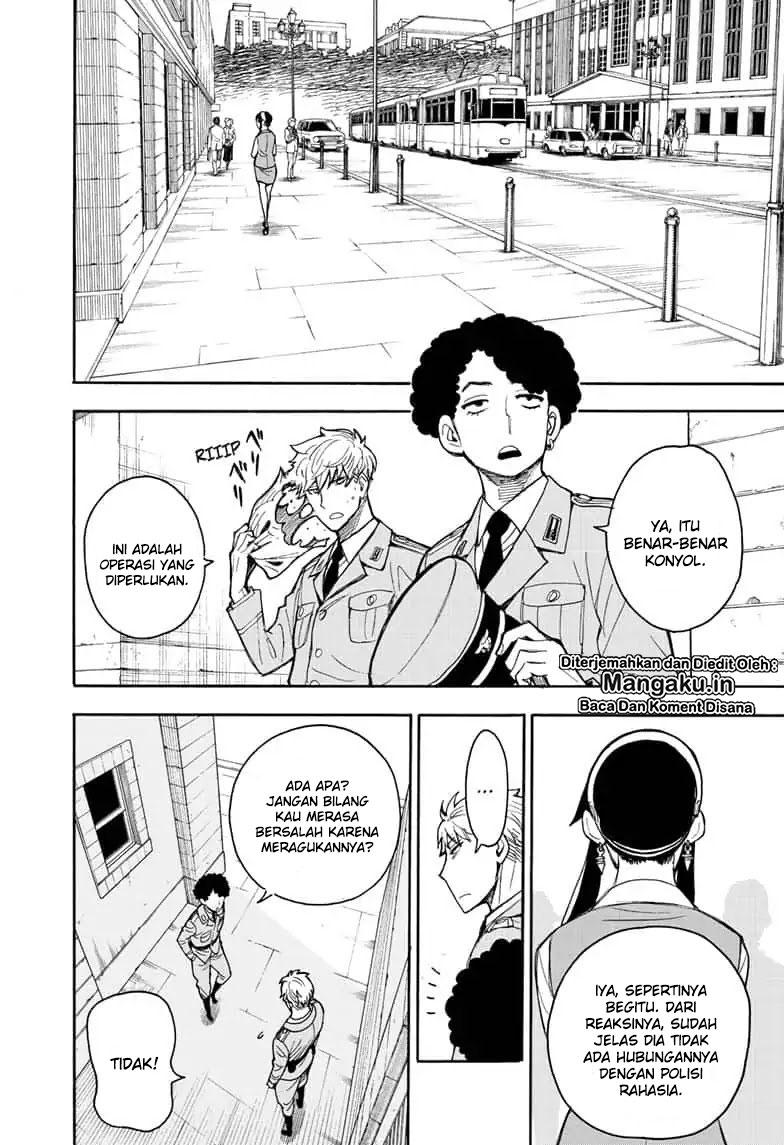 YA, ITU
BENAR-BENAR
KONYOL.
RIIIP
INI ADALAH
OPERASI YANG
DIPERLUKAN.
Diterjemahkan dan Diedit Oleh:
Mangaku.in
Baca Dan Koment Disana
IYA, SEPERTINYA
BEGITU. DARI
REAKSINYA, SUDAH
JELAS DIA TIDAK
ADA HUBUNGANNYA
DENGAN POLISI
RAHASIA.
...
ADA APA?
JANGAN BILANG
KAU MERASA
BERSALAH KARENA
MERAGUKANNYA?
TIDAK!